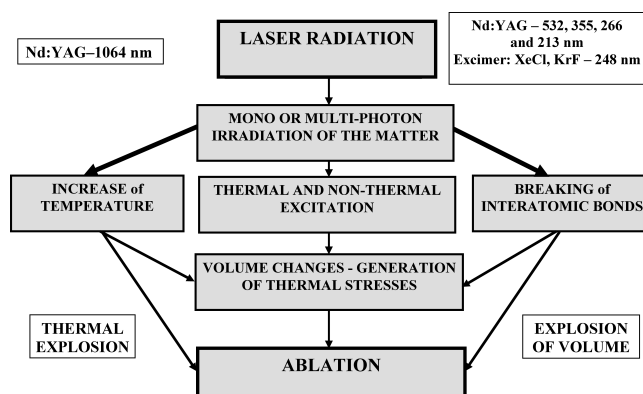 Nd:YAG–1064 nm
LASER RADIATION
Nd:YAG – 532, 355, 266
and 213 nm
Excimer: XeCl, KrF – 248 nm
MONO OR MULTI-PHOTON
IRRADIATION OF THE MATTER
INCREASE of
TEMPERATURE
THERMAL AND NON-THERMAL
EXCITATION
BREAKING of
INTERATOMIC BONDS
VOLUME CHANGES - GENERATION
OF THERMAL STRESSES
THERMAL
EXPLOSION
EXPLOSION
OF VOLUME
ABLATION